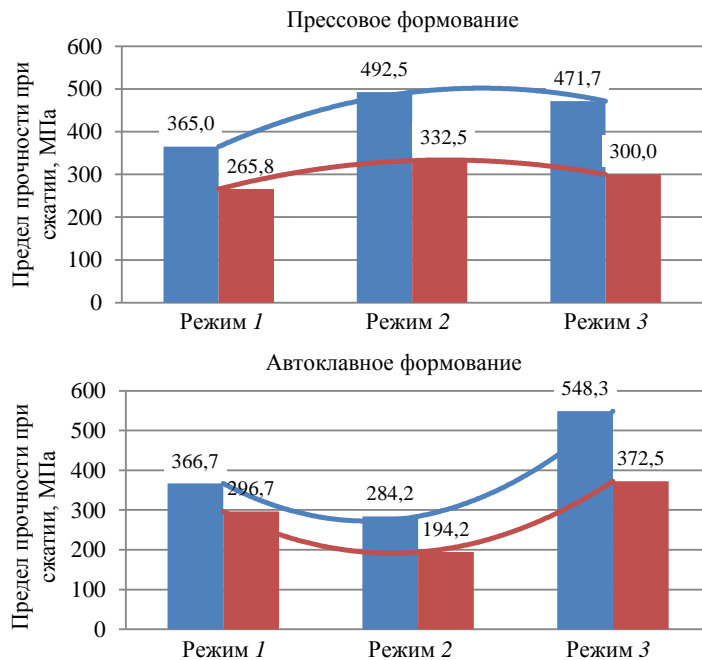 Прессовое формование
Предел прочности при
сжатии, МПа
600
500
400
300
200
100
0
365,0
265,8
492,5
332,5
471,7
300,0
Режим 1
Режим 2
Режим 3
Автоклавное формование
Предел прочности при
сжатии, МПа
600
500
400
300
200
100
0
366,7
296,7
284,2
194,2
548,3
372,5
Режим 1
Режим 2
Режим 3